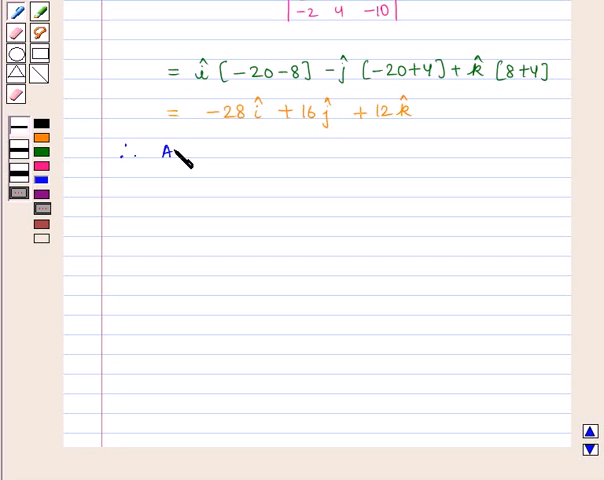 |-2 4 -10|
= î [-20-8] -ĵ [-20+4] + k̂ [8+4]
= -28 î +16 ĵ +12 k̂
∴ A